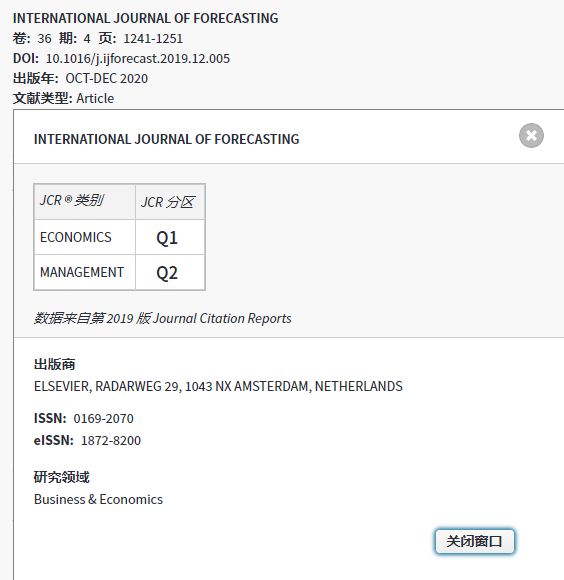 INTERNATIONAL JOURNAL OF FORECASTING
卷: 36 期: 4 页: 1241-1251
DOI: 10.1016/j.ijforecast.2019.12.005
出版年: OCT-DEC 2020
文献类型: Article
INTERNATIONAL JOURNAL OF FORECASTING
JCR ® 类别 JCR 分区
ECONOMICS Q1
MANAGEMENT Q2
数据来自第 2019 版 Journal Citation Reports
出版商
ELSEVIER, RADARWEG 29, 1043 NX AMSTERDAM, NETHERLANDS
ISSN: 0169-2070
eISSN: 1872-8200
研究领域
Business & Economics
关闭窗口